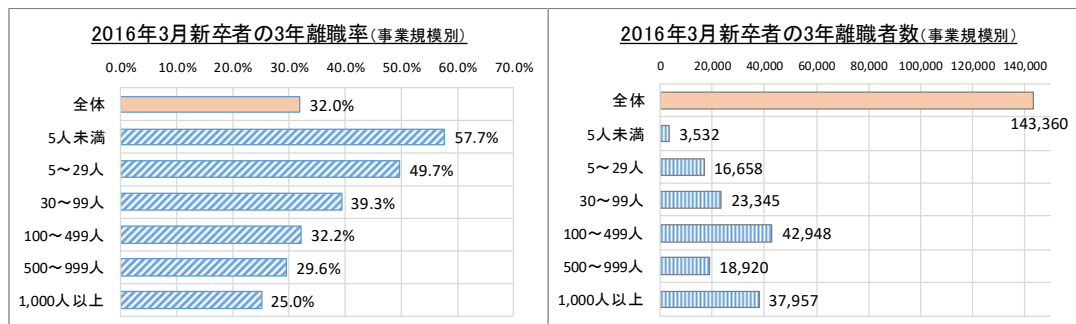 2016年3月新卒者の3年離職率(事業規模別)
0.0% 10.0% 20.0% 30.0% 40.0% 50.0% 60.0% 70.0%
全体 32.0%
5人未満 57.7%
5～29人 49.7%
30～99人 39.3%
100～499人 32.2%
500～999人 29.6%
1,000人以上 25.0%
2016年3月新卒者の3年離職者数(事業規模別)
0 20,000 40,000 60,000 80,000 100,000 120,000 140,000
全体 143,360
5人未満 3,532
5～29人 16,658
30～99人 23,345
100～499人 42,948
500～999人 18,920
1,000人以上 37,957